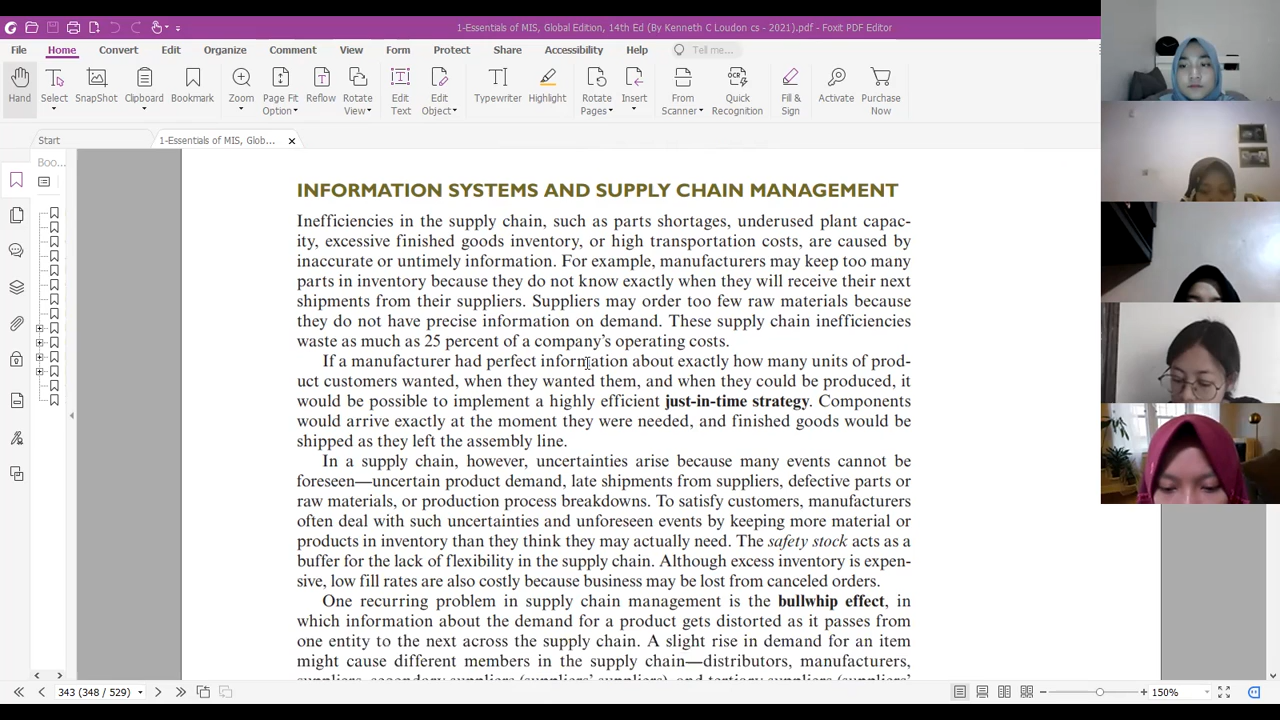 1-Essentials of MIS, Global Edition, 14th Ed (By Kenneth C Loudon cs - 2021).pdf - Foxit PDF Editor
File Home Convert Edit Organize Comment View Form Protect Share Accessibility Help Tell me...
Hand Select SnapShot Clipboard Bookmark Zoom Page Fit Option Reflow Rotate View Edit Text Edit Object Typewriter Highlight Rotate Pages Insert From Scanner OCR Quick Recognition Fill & Sign Activate Purchase Now
Start 1-Essentials of MIS, Glob...
Boo...
INFORMATION SYSTEMS AND SUPPLY CHAIN MANAGEMENT
Inefficiencies in the supply chain, such as parts shortages, underused plant capac-
ity, excessive finished goods inventory, or high transportation costs, are caused by
inaccurate or untimely information. For example, manufacturers may keep too many
parts in inventory because they do not know exactly when they will receive their next
shipments from their suppliers. Suppliers may order too few raw materials because
they do not have precise information on demand. These supply chain inefficiencies
waste as much as 25 percent of a company's operating costs.
If a manufacturer had perfect information about exactly how many units of prod-
uct customers wanted, when they wanted them, and when they could be produced, it
would be possible to implement a highly efficient just-in-time strategy. Components
would arrive exactly at the moment they were needed, and finished goods would be
shipped as they left the assembly line.
In a supply chain, however, uncertainties arise because many events cannot be
foreseen—uncertain product demand, late shipments from suppliers, defective parts or
raw materials, or production process breakdowns. To satisfy customers, manufacturers
often deal with such uncertainties and unforeseen events by keeping more material or
products in inventory than they think they may actually need. The safety stock acts as a
buffer for the lack of flexibility in the supply chain. Although excess inventory is expen-
sive, low fill rates are also costly because business may be lost from canceled orders.
One recurring problem in supply chain management is the bullwhip effect, in
which information about the demand for a product gets distorted as it passes from
one entity to the next across the supply chain. A slight rise in demand for an item
might cause different members in the supply chain—distributors, manufacturers,
suppliers, secondary suppliers (suppliers' suppliers), and tertiary suppliers (suppliers'
343 (348 / 529) 150%